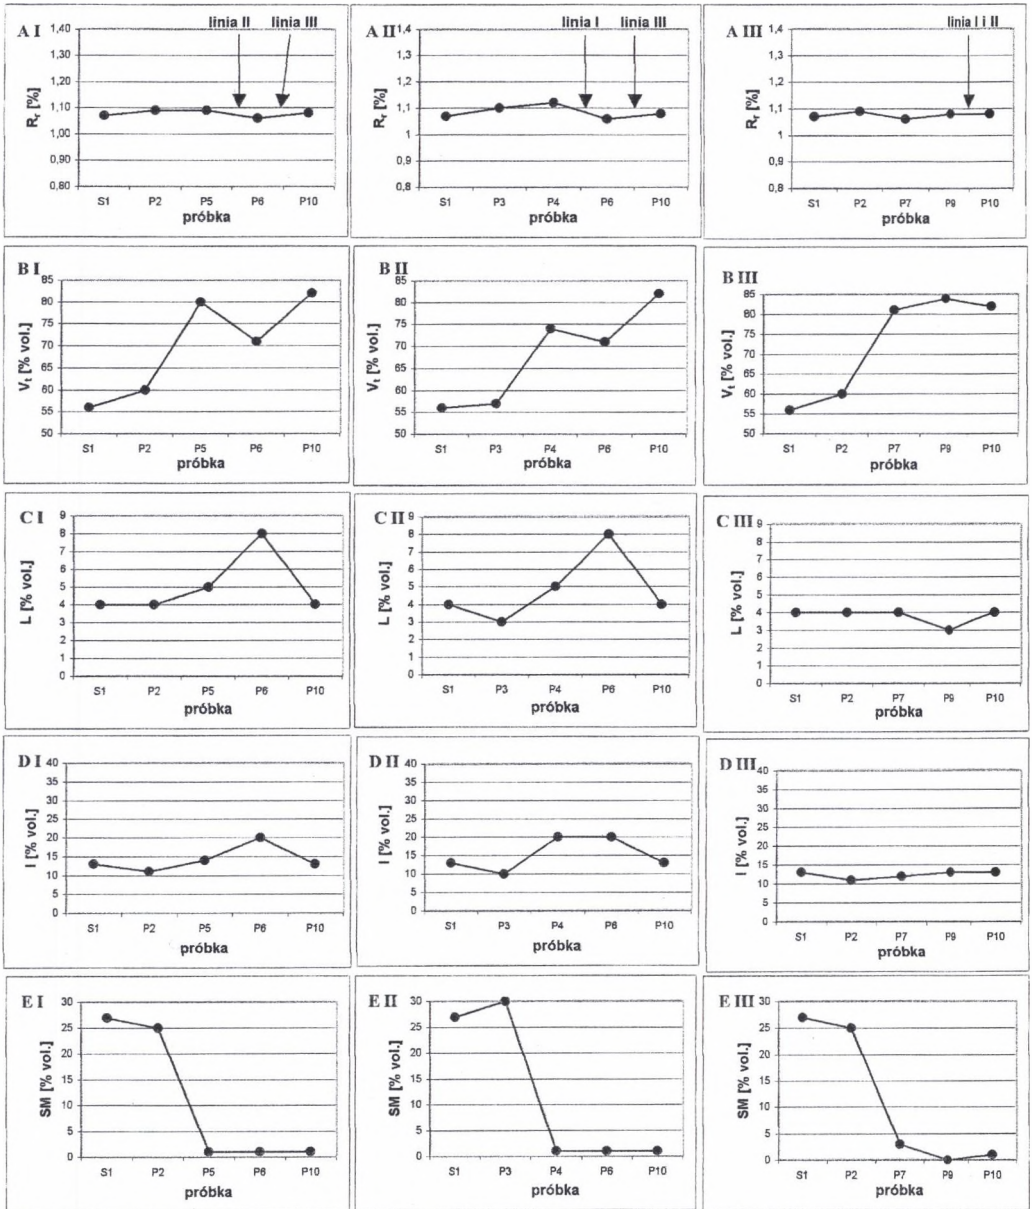 A I
linia II
linia III
1,40
1,30
1,20
1,10
1,00
0,90
0,80
Rr [%]
S1 P2 P5 P6 P10
próbka
A II
linia I
linia III
1,4
1,3
1,2
1,1
1
0,9
0,8
Rr [%]
S1 P3 P4 P6 P10
próbka
A III
linia I i II
1,4
1,3
1,2
1,1
1
0,9
0,8
Rr [%]
S1 P2 P7 P9 P10
próbka
B I
85
80
75
70
65
60
55
50
Vt [% vol.]
S1 P2 P5 P6 P10
próbka
B II
85
80
75
70
65
60
55
50
Vt [% vol.]
S1 P3 P4 P6 P10
próbka
B III
85
80
75
70
65
60
55
50
Vt [% vol.]
S1 P2 P7 P9 P10
próbka
C I
9
8
7
6
5
4
3
2
1
0
L [% vol.]
S1 P2 P5 P6 P10
próbka
C II
9
8
7
6
5
4
3
2
1
0
L [% vol.]
S1 P3 P4 P6 P10
próbka
C III
9
8
7
6
5
4
3
2
1
0
L [% vol.]
S1 P2 P7 P9 P10
próbka
D I
40
35
30
25
20
15
10
5
0
I [% vol.]
S1 P2 P5 P6 P10
próbka
D II
40
35
30
25
20
15
10
5
0
I [% vol.]
S1 P3 P4 P6 P10
próbka
D III
40
35
30
25
20
15
10
5
0
I [% vol.]
S1 P2 P7 P9 P10
próbka
E I
30
25
20
15
10
5
0
SM [% vol.]
S1 P2 P5 P6 P10
próbka
E II
30
25
20
15
10
5
0
SM [% vol.]
S1 P3 P4 P6 P10
próbka
E III
30
25
20
15
10
5
0
SM [% vol.]
S1 P2 P7 P9 P10
próbka